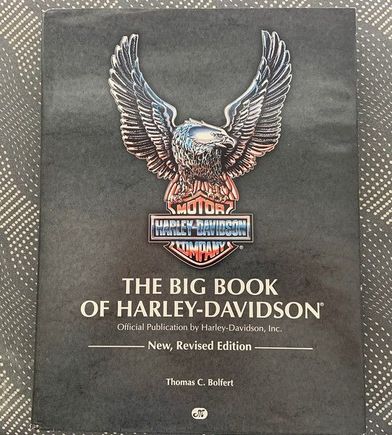 MOTOR
HARLEY-DAVIDSON
COMPANY®
THE BIG BOOK
OF HARLEY-DAVIDSON®
Official Publication by Harley-Davidson, Inc.
New, Revised Edition
Thomas C. Bolfert